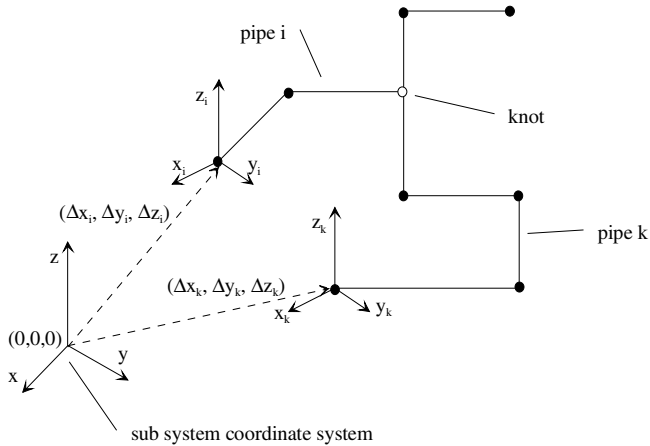 pipe i
z_i
knot
x_i
y_i
(Δx_i, Δy_i, Δz_i)
z_k
pipe k
z
(Δx_k, Δy_k, Δz_k)
x_k
y_k
(0,0,0)
y
x
sub system coordinate system